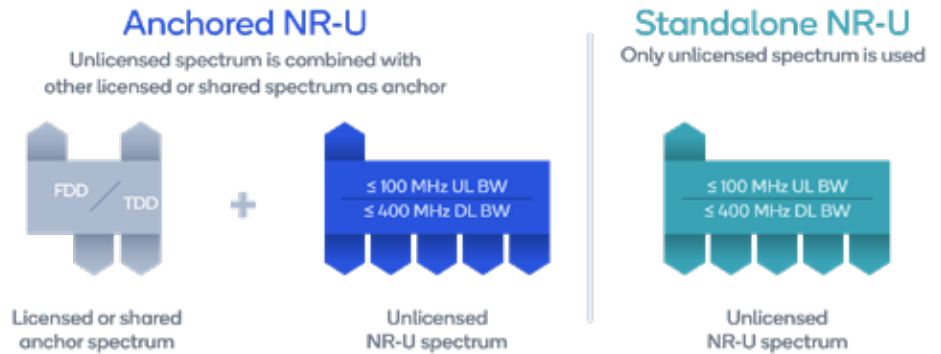 Anchored NR-U
Unlicensed spectrum is combined with
other licensed or shared spectrum as anchor
FDD
TDD
+
≤ 100 MHz UL BW
≤ 400 MHz DL BW
Licensed or shared
anchor spectrum
Unlicensed
NR-U spectrum
Standalone NR-U
Only unlicensed spectrum is used
≤ 100 MHz UL BW
≤ 400 MHz DL BW
Unlicensed
NR-U spectrum